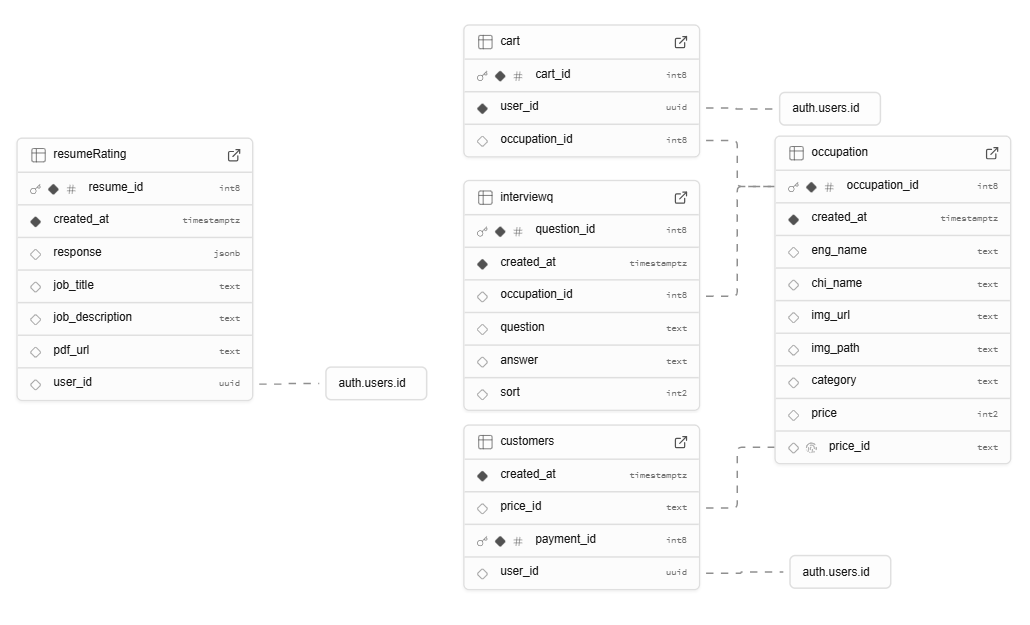 resumeRating
resume_id int8
created_at timestamptz
response jsonb
job_title text
job_description text
pdf_url text
user_id uuid
auth.users.id
cart
cart_id int8
user_id uuid
occupation_id int8
auth.users.id
interviewq
question_id int8
created_at timestamptz
occupation_id int8
question text
answer text
sort int2
customers
created_at timestamptz
price_id text
payment_id int8
user_id uuid
auth.users.id
occupation
occupation_id int8
created_at timestamptz
eng_name text
chi_name text
img_url text
img_path text
category text
price int2
price_id text